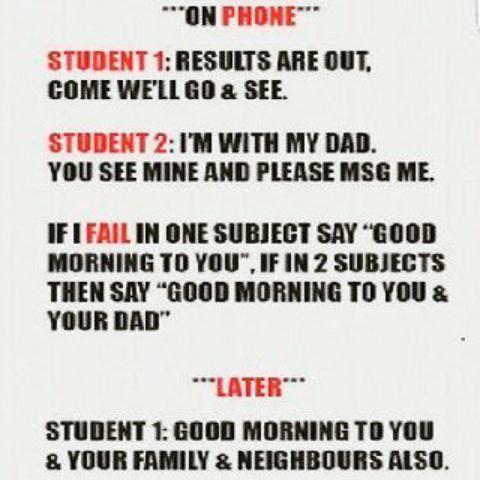 """ON PHONE"""
STUDENT 1: RESULTS ARE OUT,
COME WE'LL GO & SEE.
STUDENT 2: I'M WITH MY DAD.
YOU SEE MINE AND PLEASE MSG ME.
IF I FAIL IN ONE SUBJECT SAY "GOOD
MORNING TO YOU", IF IN 2 SUBJECTS
THEN SAY "GOOD MORNING TO YOU &
YOUR DAD"
"""LATER"""
STUDENT 1: GOOD MORNING TO YOU
& YOUR FAMILY & NEIGHBOURS ALSO.